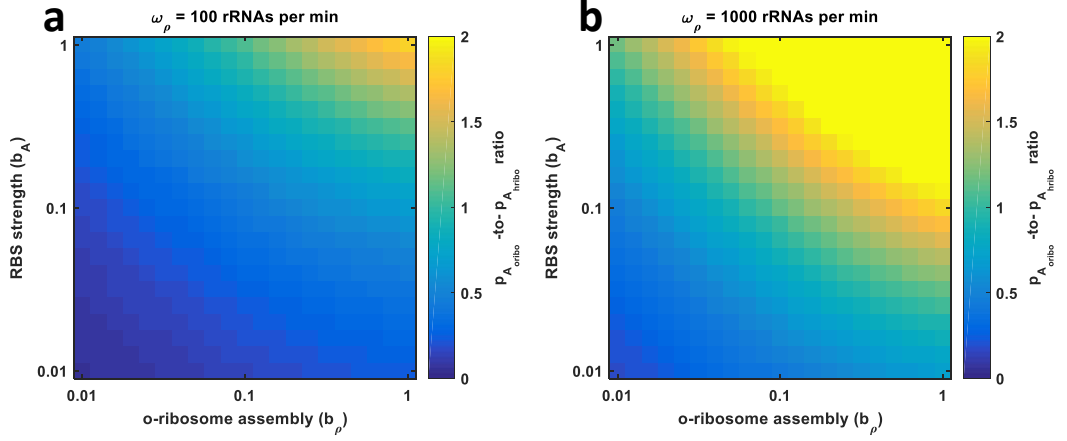 a
ω_ρ = 100 rRNAs per min
RBS strength (b_A)
1
0.1
0.01
0.01
0.1
1
o-ribosome assembly (b_ρ)
2
1.5
1
0.5
0
p_A_oribo -to- p_A_hribo ratio
b
ω_ρ = 1000 rRNAs per min
RBS strength (b_A)
1
0.1
0.01
0.01
0.1
1
o-ribosome assembly (b_ρ)
2
1.5
1
0.5
0
p_A_oribo -to- p_A_hribo ratio